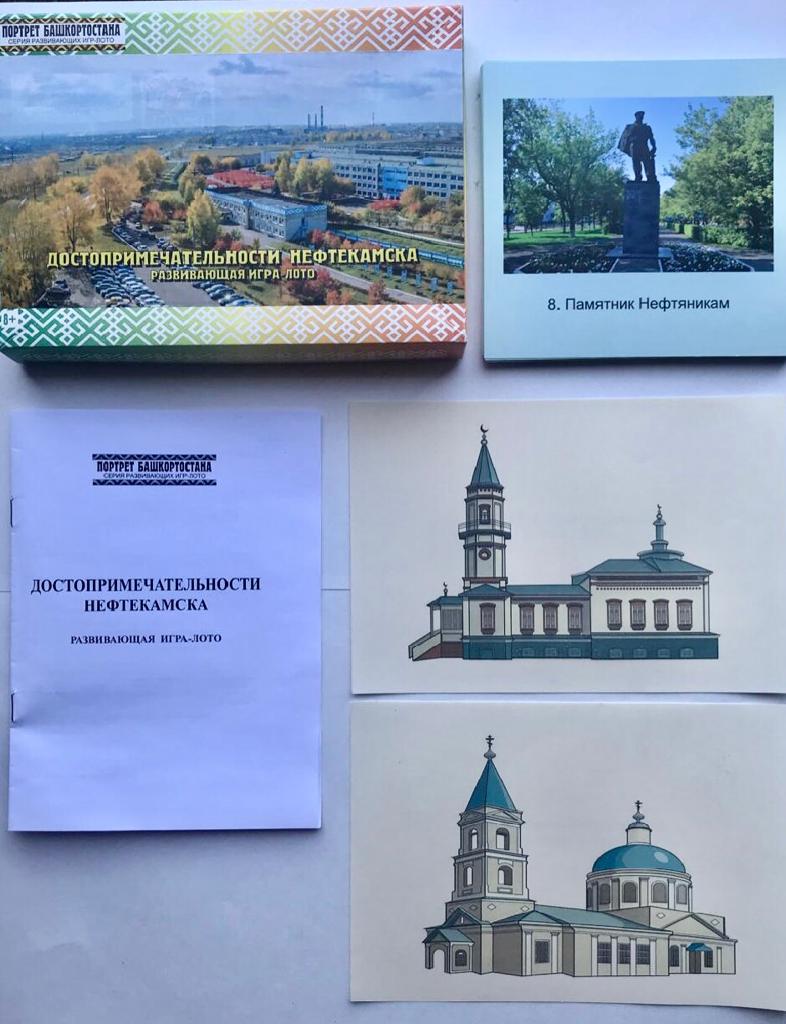 ПОРТРЕТ БАШКОРТОСТАНА
СЕРИЯ РАЗВИВАЮЩИХ ИГР-ЛОТО
ДОСТОПРИМЕЧАТЕЛЬНОСТИ НЕФТЕКАМСКА
РАЗВИВАЮЩАЯ ИГРА-ЛОТО
8+
8. Памятник Нефтяникам
ПОРТРЕТ БАШКОРТОСТАНА
СЕРИЯ РАЗВИВАЮЩИХ ИГР-ЛОТО
ДОСТОПРИМЕЧАТЕЛЬНОСТИ
НЕФТЕКАМСКА
РАЗВИВАЮЩАЯ ИГРА-ЛОТО